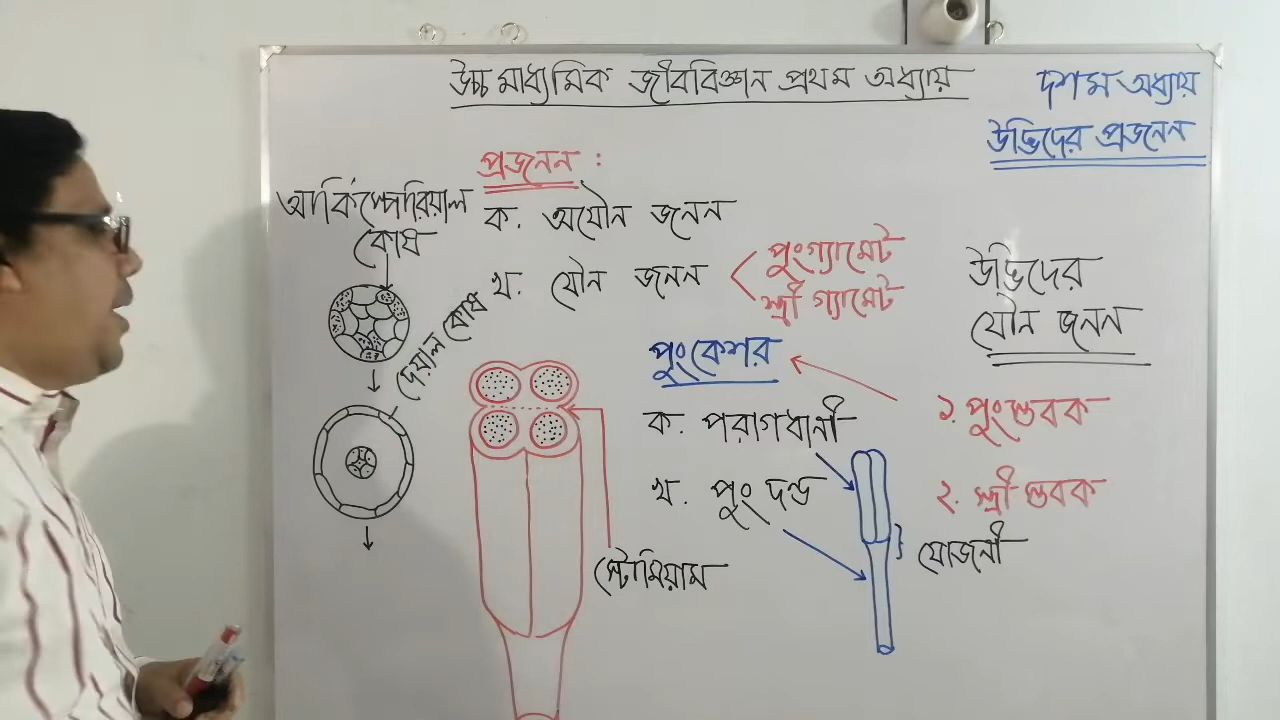 উচ্চ মাধ্যমিক জীববিজ্ঞান প্রথম অধ্যায়
দশম অধ্যায়
উদ্ভিদের প্রজনন
প্রজনন :
ক. অযৌন জনন
খ. যৌন জনন
পুংগ্যামেট
স্ত্রী গ্যামেট
উদ্ভিদের
যৌন জনন
আর্কিস্পোরিয়াল
কোষ
দেয়াল কোষ
পুংকেশর
ক. পরাগধানী
খ. পুং দন্ড
১. পুংস্তবক
২. স্ত্রীস্তবক
যোজনী
স্টোমিয়াম